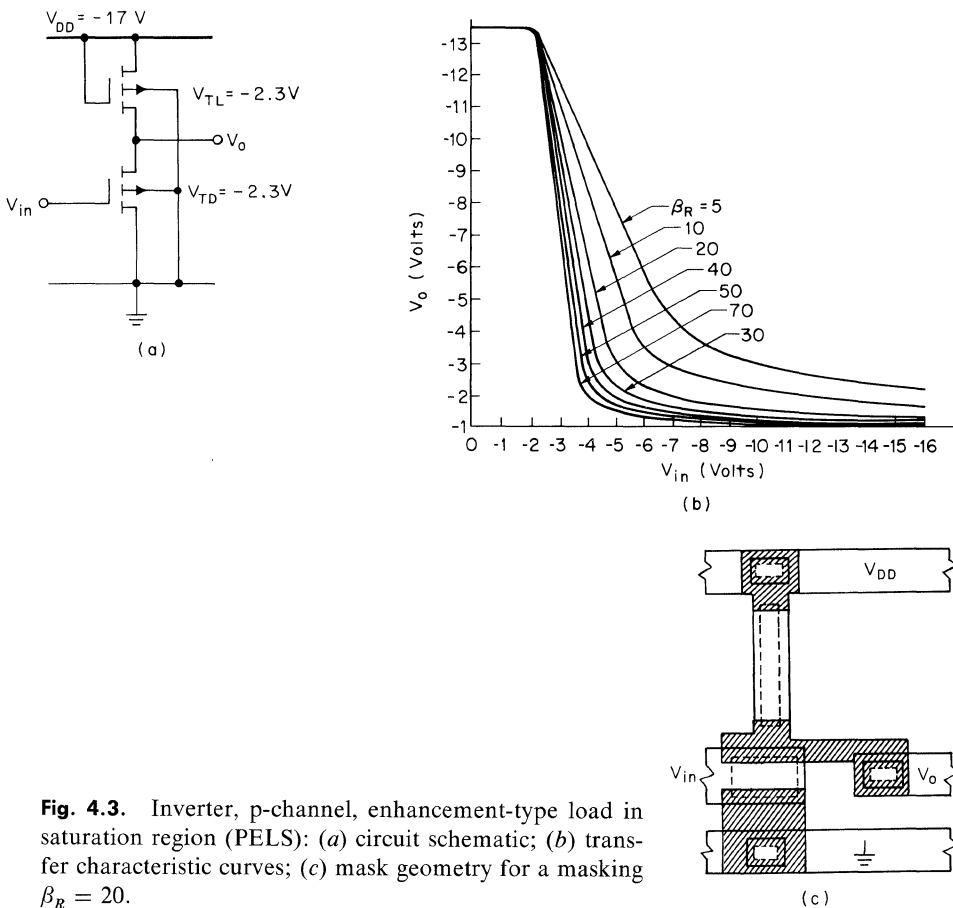 V_DD = -17 V
V_TL = -2.3V
V_o
V_TD = -2.3V
V_in
(a)
-13
-12
-11
-10
-9
-8
-7
-6
-5
-4
-3
-2
-1
V_o (Volts)
β_R = 5
10
20
40
50
70
30
0 -1 -2 -3 -4 -5 -6 -7 -8 -9 -10 -11 -12 -13 -14 -15 -16
V_in (Volts)
(b)
V_DD
V_in
V_o
(c)
Fig. 4.3. Inverter, p-channel, enhancement-type load in
saturation region (PELS): (a) circuit schematic; (b) trans-
fer characteristic curves; (c) mask geometry for a masking
β_R = 20.